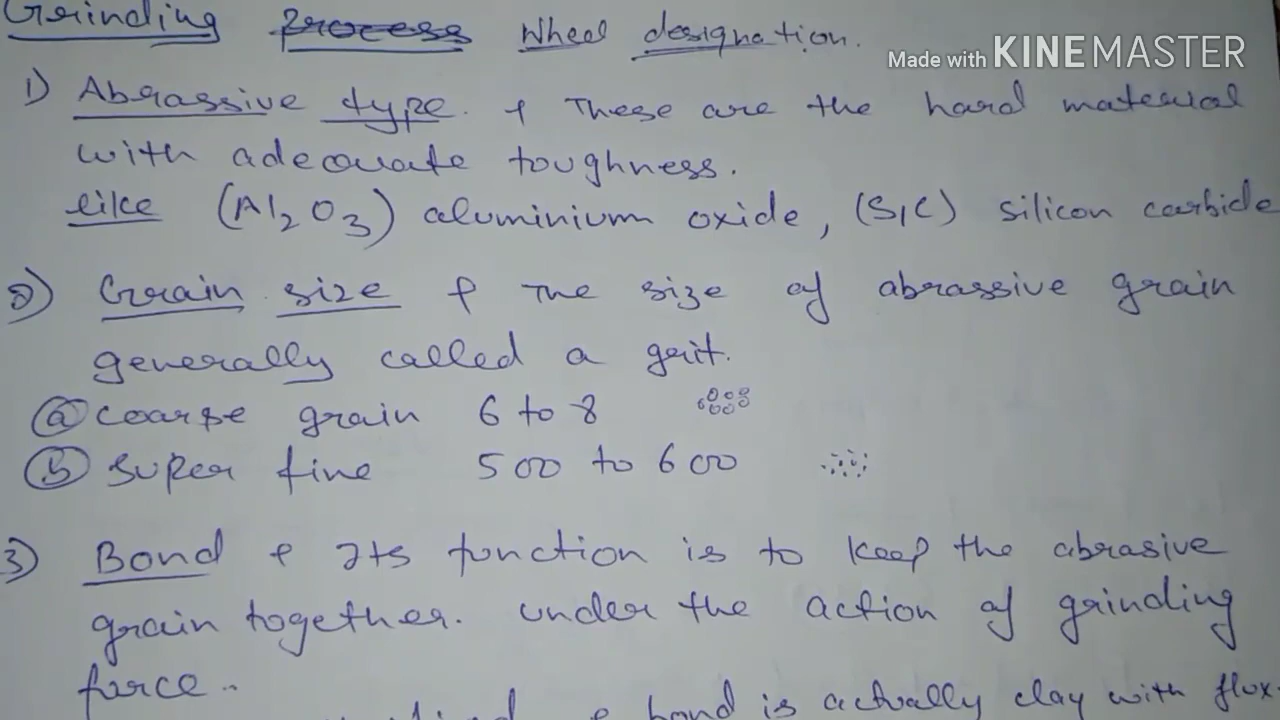 Grinding process Wheel designation.
Made with KINEMASTER
1) Abrassive type. & These are the hard material
with adequate toughness.
like (Al2O3) aluminium oxide, (SiC) silicon carbide
2) Grain size & The size of abrassive grain
generally called a grit.
(a) coarse grain 6 to 8
(b) super fine 500 to 600
3) Bond & Its function is to keep the abrasive
grain together. under the action of grinding
force..
bond is actually clay with flux.